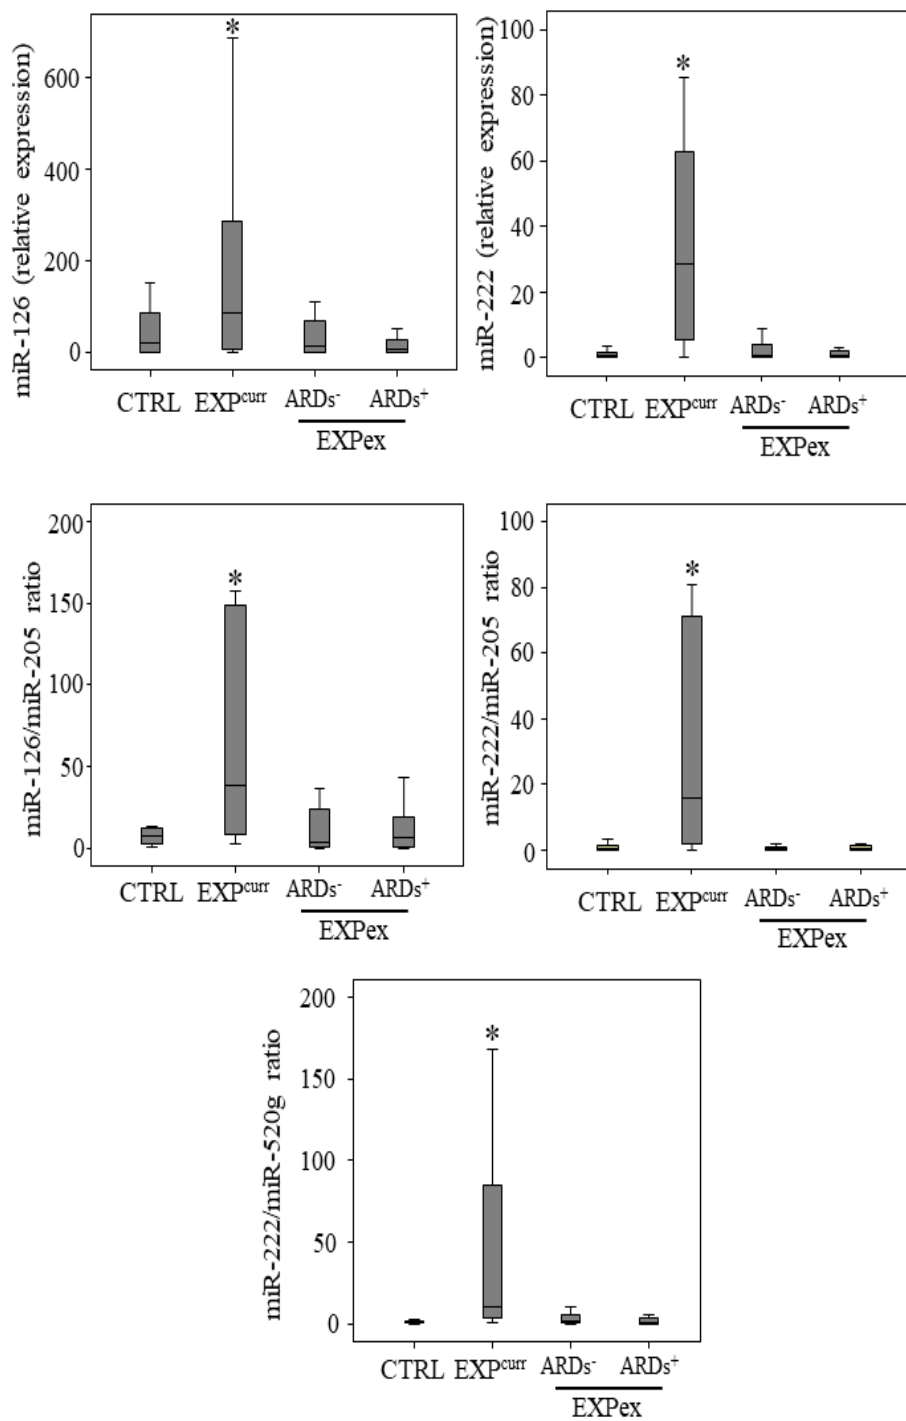 miR-126 (relative expression)
600
400
200
0
*
CTRL EXPcurr ARDs- ARDs+
EXPex
miR-222 (relative expression)
100
80
60
40
20
0
*
CTRL EXPcurr ARDs- ARDs+
EXPex
miR-126/miR-205 ratio
200
150
100
50
0
*
CTRL EXPcurr ARDs- ARDs+
EXPex
miR-222/miR-205 ratio
100
80
60
40
20
0
*
CTRL EXPcurr ARDs- ARDs+
EXPex
miR-222/miR-520g ratio
200
150
100
50
0
*
CTRL EXPcurr ARDs- ARDs+
EXPex